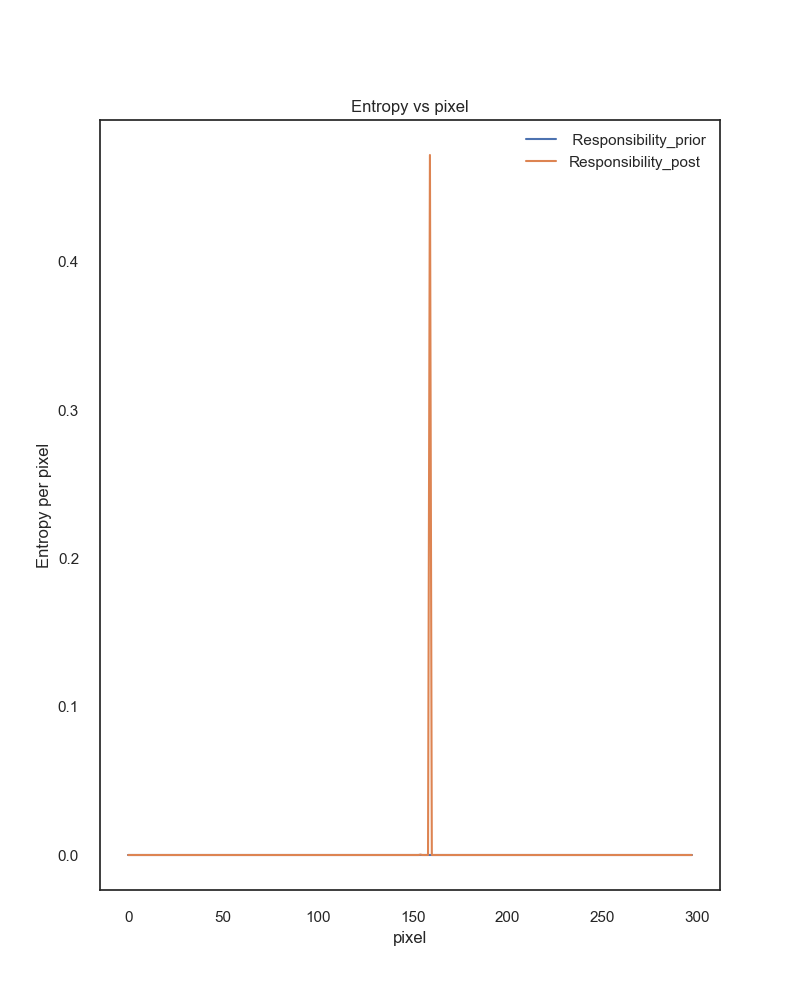 Entropy vs pixel
Responsibility_prior
Responsibility_post
0.4
0.3
0.2
0.1
0.0
Entropy per pixel
0 50 100 150 200 250 300
pixel